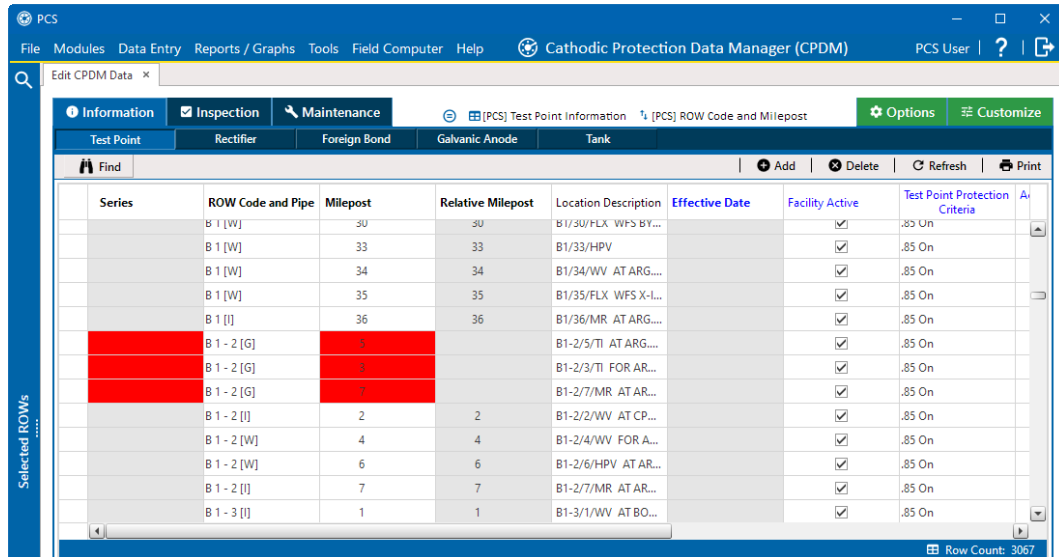 PCS
File Modules Data Entry Reports / Graphs Tools Field Computer Help Cathodic Protection Data Manager (CPDM) PCS User | ? |
Edit CPDM Data ×
Information Inspection Maintenance [PCS] Test Point Information [PCS] ROW Code and Milepost Options Customize
Test Point Rectifier Foreign Bond Galvanic Anode Tank
Find | Add | Delete | Refresh | Print
Series ROW Code and Pipe Milepost Relative Milepost Location Description Effective Date Facility Active Test Point Protection Criteria
B 1 [W] 30 30 B1/30/FLX WFS BY... .85 On
B 1 [W] 33 33 B1/33/HPV .85 On
B 1 [W] 34 34 B1/34/WV AT ARG.... .85 On
B 1 [W] 35 35 B1/35/FLX WFS X-I... .85 On
B 1 [I] 36 36 B1/36/MR AT ARG.... .85 On
B 1 - 2 [G] 5 B1-2/5/TI AT ARG.... .85 On
B 1 - 2 [G] 3 B1-2/3/TI FOR AR... .85 On
B 1 - 2 [G] 7 B1-2/7/MR AT AR... .85 On
B 1 - 2 [I] 2 2 B1-2/2/WV AT CP... .85 On
B 1 - 2 [W] 4 4 B1-2/4/WV FOR A... .85 On
B 1 - 2 [W] 6 6 B1-2/6/HPV AT AR... .85 On
B 1 - 2 [I] 7 7 B1-2/7/MR AT AR... .85 On
B 1 - 3 [I] 1 1 B1-3/1/WV AT BO... .85 On
Selected ROWs
Row Count: 3067